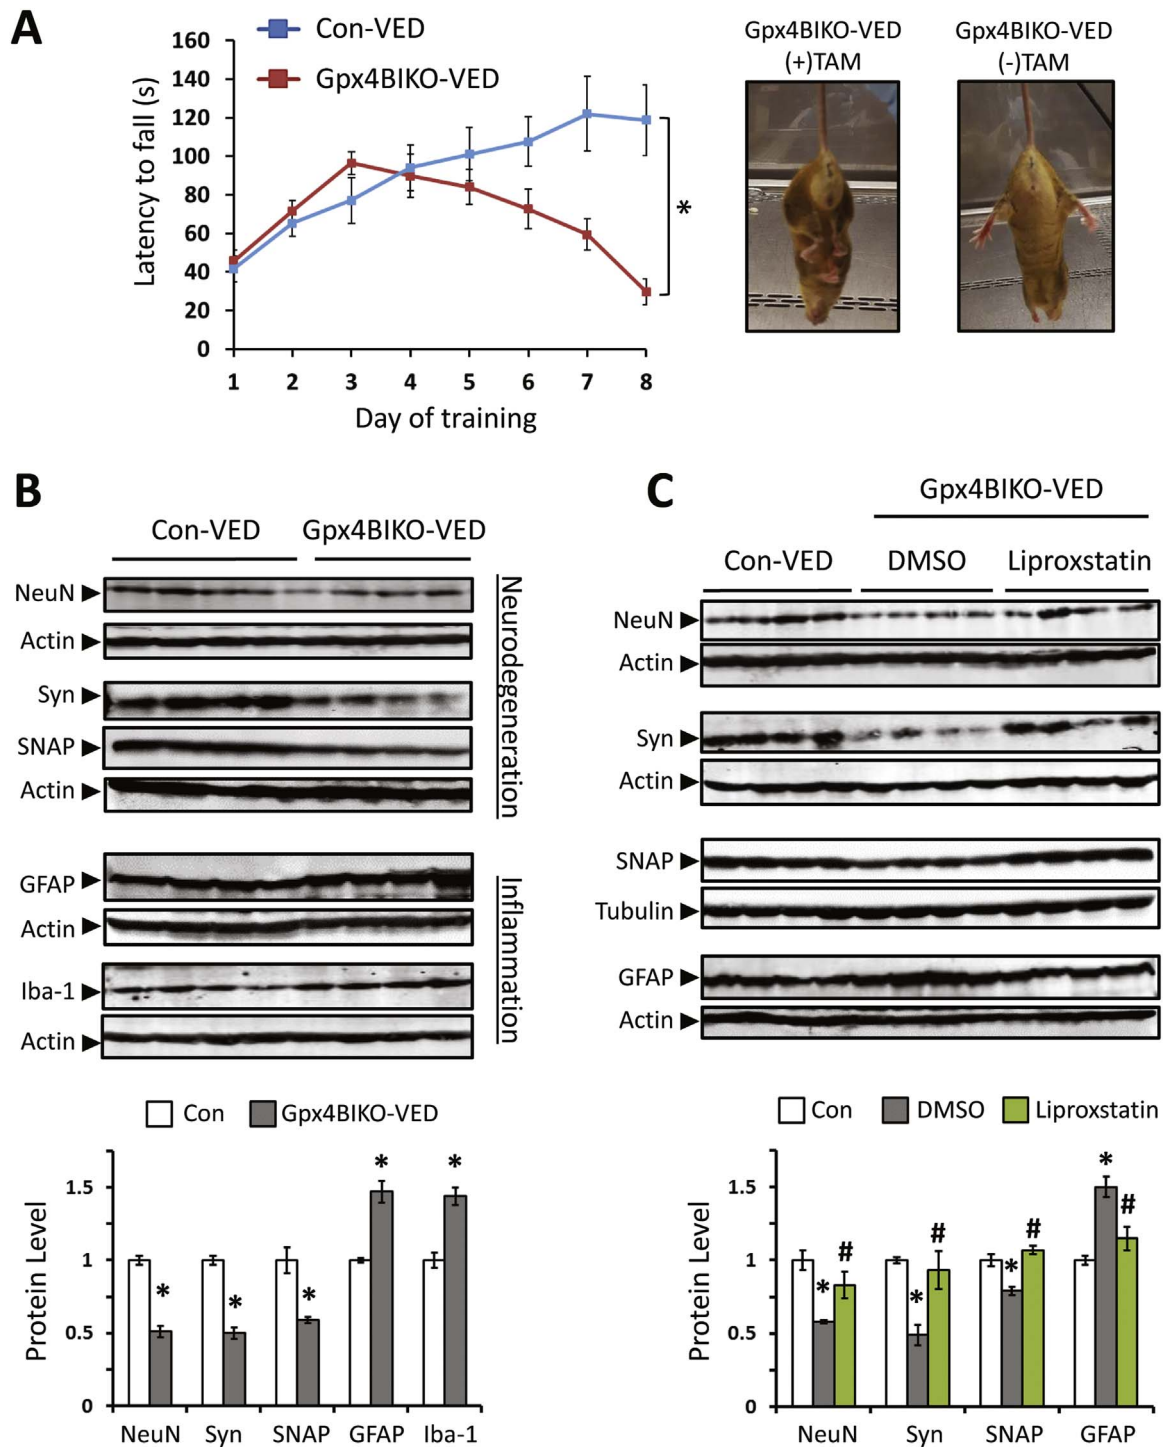 A
Con-VED
Gpx4BIKO-VED
Latency to fall (s)
160
140
120
100
80
60
40
20
0
*
1 2 3 4 5 6 7 8
Day of training
Gpx4BIKO-VED Gpx4BIKO-VED
(+)TAM (-)TAM
B
Con-VED Gpx4BIKO-VED
NeuN
Actin
Syn
SNAP
Actin
Neurodegeneration
GFAP
Actin
Iba-1
Actin
Inflammation
Con Gpx4BIKO-VED
Protein Level
1.5
1
0.5
0
* * * * *
NeuN Syn SNAP GFAP Iba-1
C
Gpx4BIKO-VED
Con-VED DMSO Liproxstatin
NeuN
Actin
Syn
Actin
SNAP
Tubulin
GFAP
Actin
Con DMSO Liproxstatin
Protein Level
1.5
1
0.5
0
* # * # * # * #
NeuN Syn SNAP GFAP